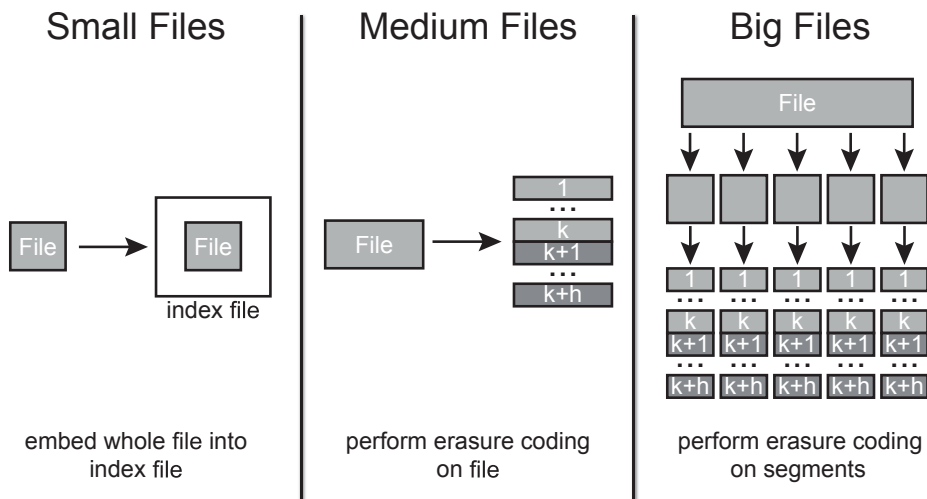 Small Files
File
File
index file
embed whole file into
index file
Medium Files
File
1
...
k
k+1
...
k+h
perform erasure coding
on file
Big Files
File
1 1 1 1 1
... ... ... ... ...
k k k k k
k+1 k+1 k+1 k+1 k+1
... ... ... ... ...
k+h k+h k+h k+h k+h
perform erasure coding
on segments